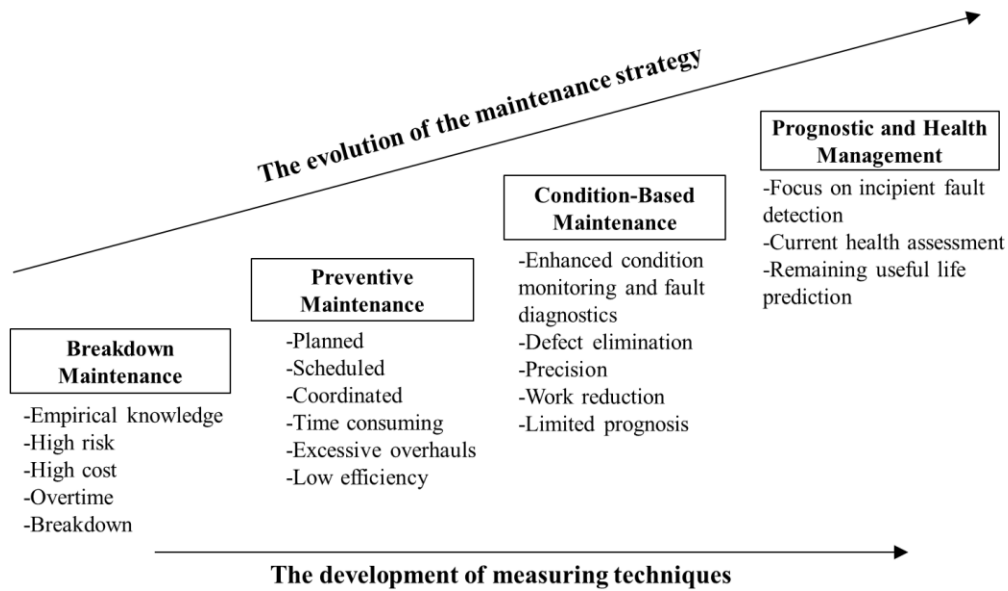 The evolution of the maintenance strategy
Breakdown
Maintenance
-Empirical knowledge
-High risk
-High cost
-Overtime
-Breakdown
Preventive
Maintenance
-Planned
-Scheduled
-Coordinated
-Time consuming
-Excessive overhauls
-Low efficiency
Condition-Based
Maintenance
-Enhanced condition
monitoring and fault
diagnostics
-Defect elimination
-Precision
-Work reduction
-Limited prognosis
Prognostic and Health
Management
-Focus on incipient fault
detection
-Current health assessment
-Remaining useful life
prediction
The development of measuring techniques